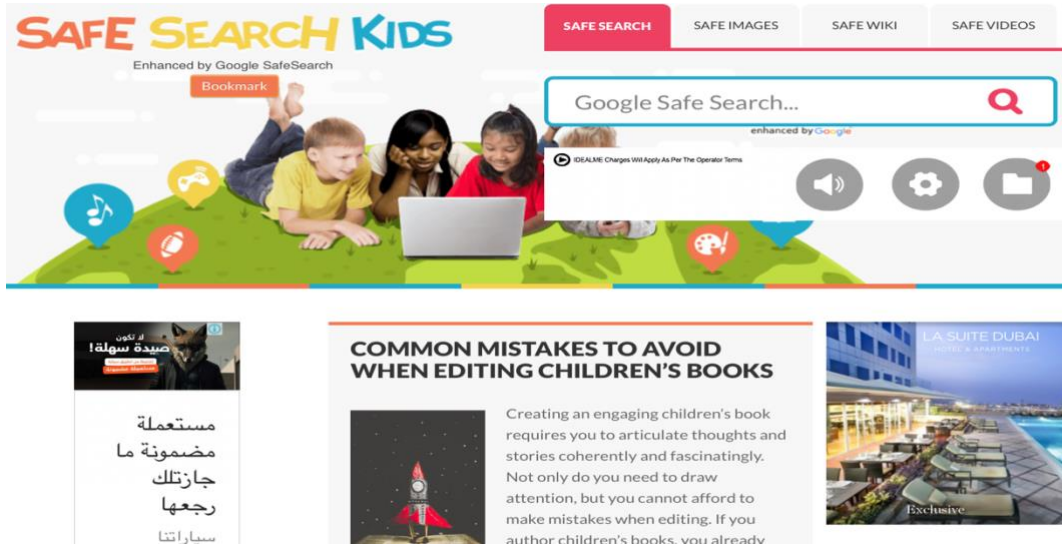 SAFE SEARCH KIDS
Enhanced by Google SafeSearch
Bookmark
SAFE SEARCH
SAFE IMAGES
SAFE WIKI
SAFE VIDEOS
Google Safe Search...
enhanced by Google
IDEALME Charges Will Apply As Per The Operator Terms
1
لا تكون
صيدة سهلة!
مستعملة
مضمونة ما
جازتلك
رجعها
سياراتنا
COMMON MISTAKES TO AVOID
WHEN EDITING CHILDREN'S BOOKS
Creating an engaging children's book
requires you to articulate thoughts and
stories coherently and fascinatingly.
Not only do you need to draw
attention, but you cannot afford to
make mistakes when editing. If you
author children's books, you already
LA SUITE DUBAI
HOTEL & APARTMENTS
Exclusive